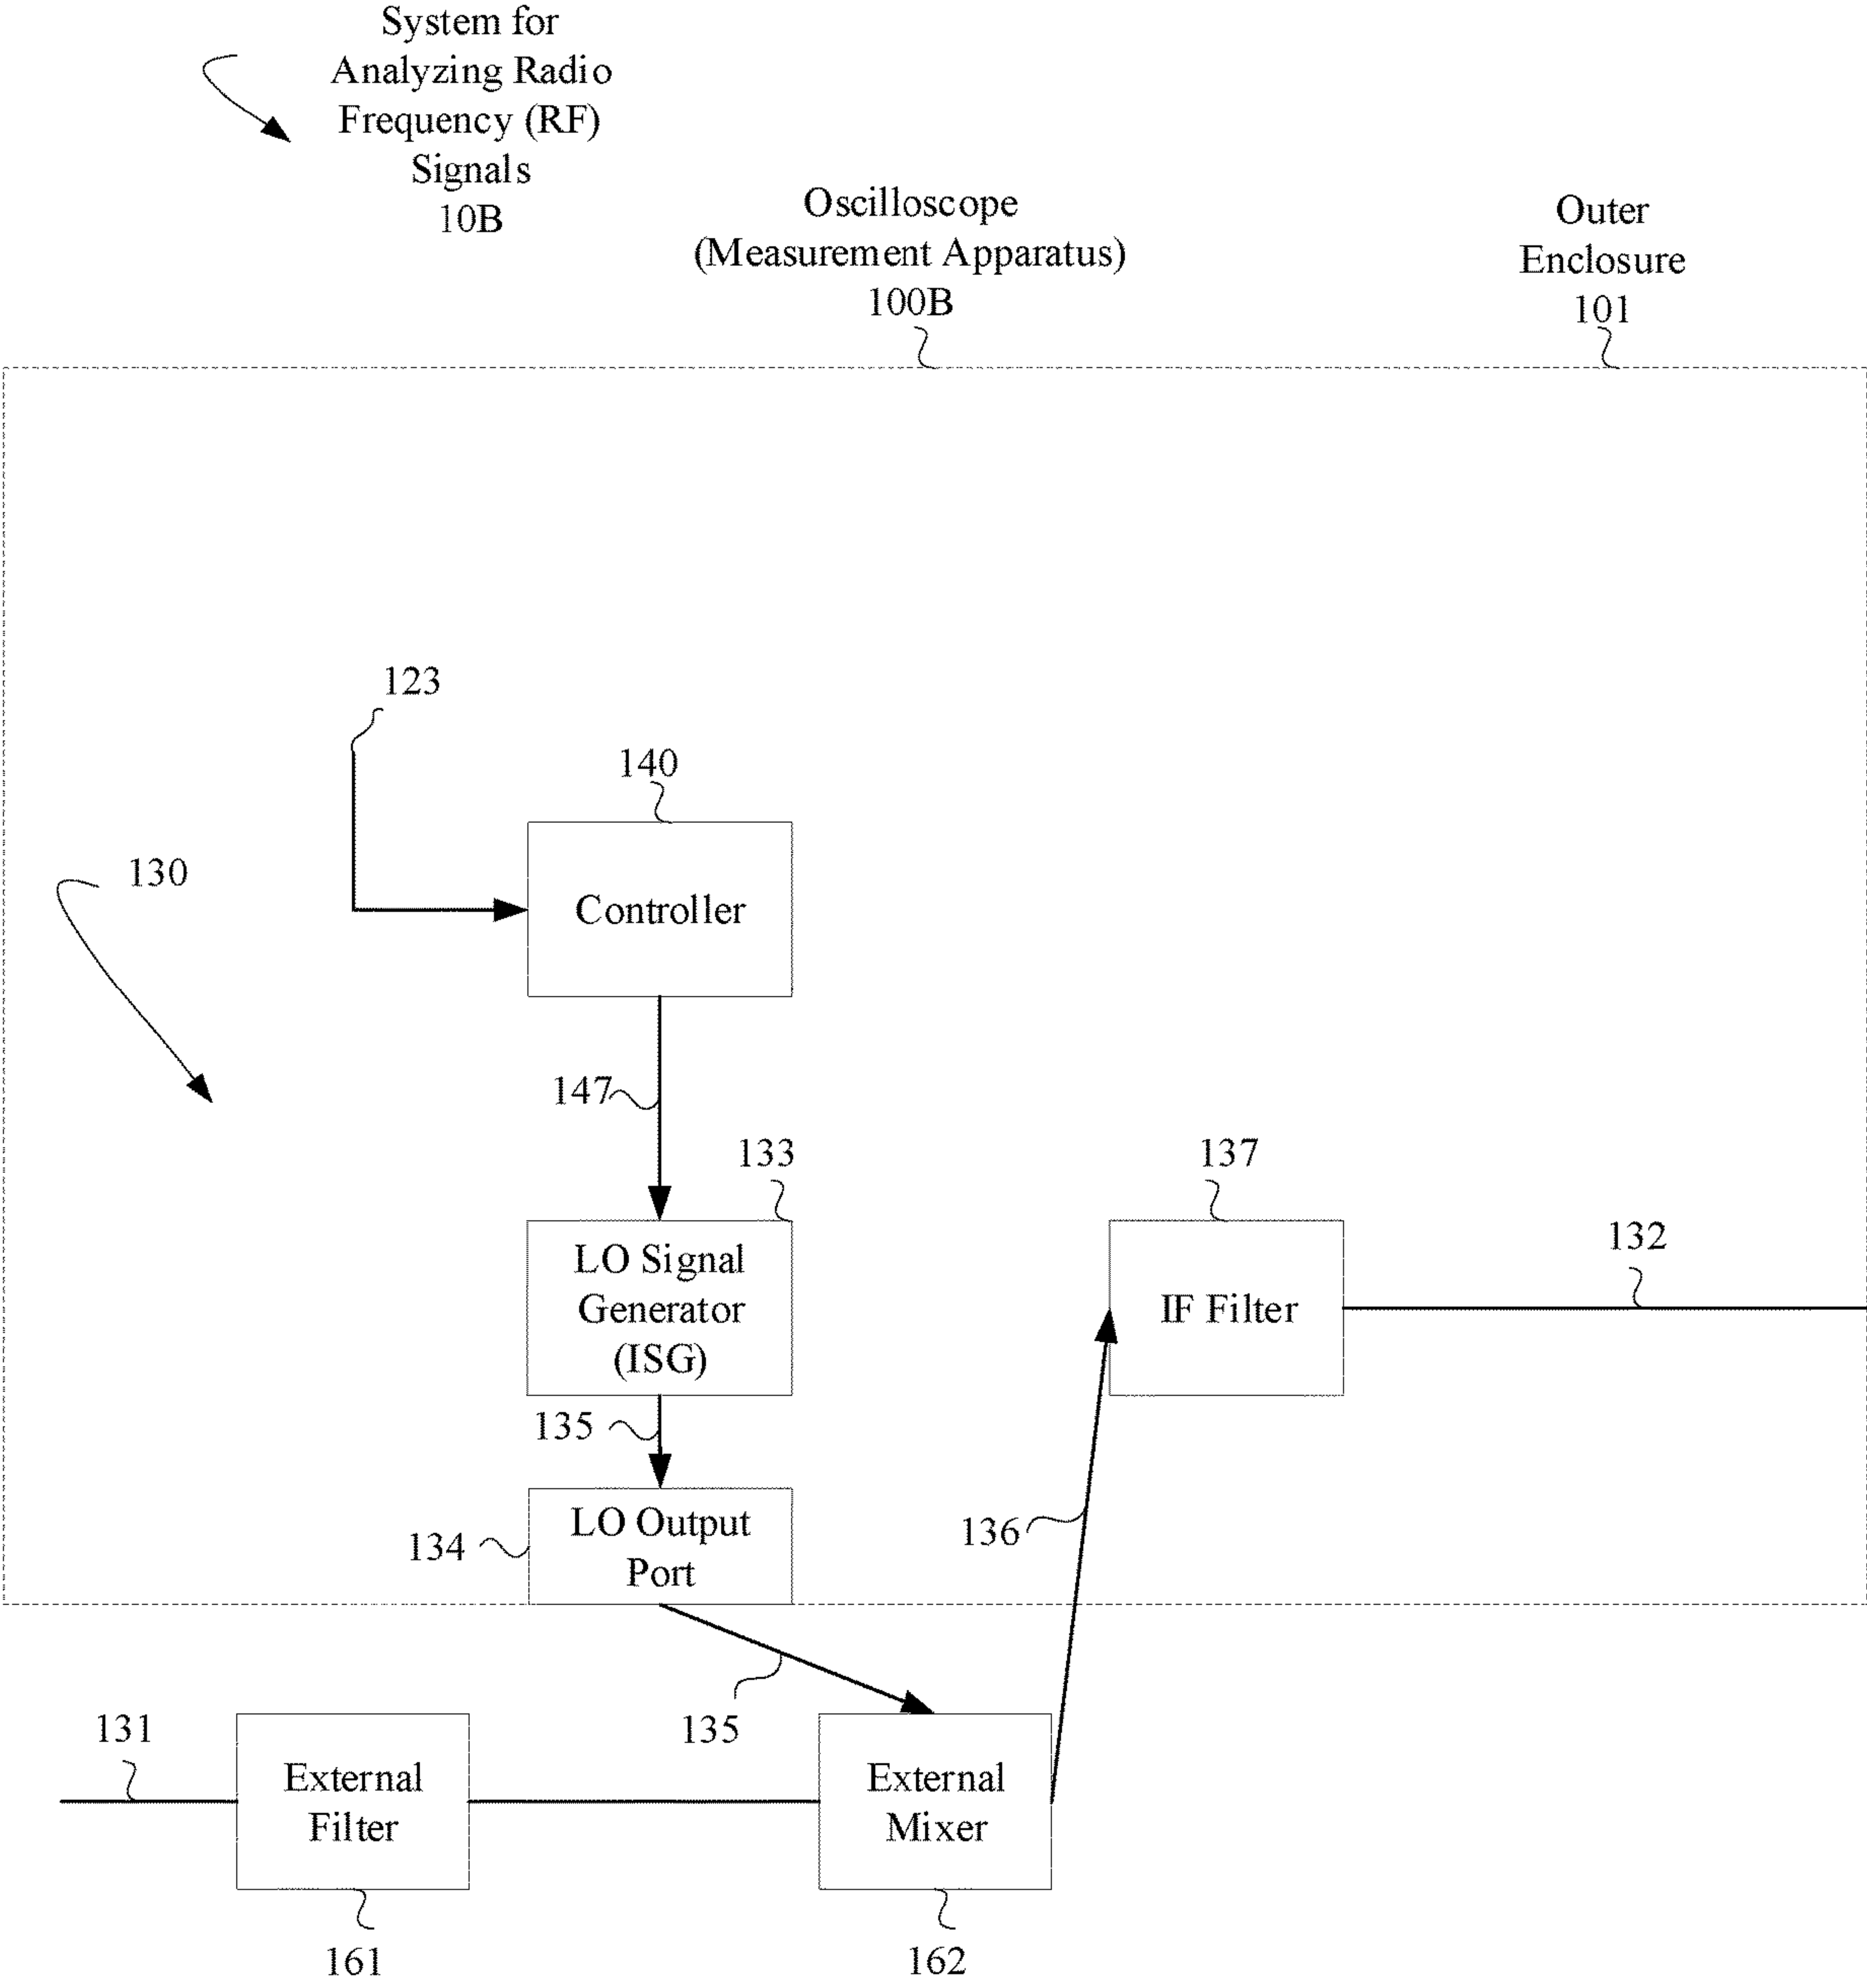 System for
Analyzing Radio
Frequency (RF)
Signals
10B
Oscilloscope
(Measurement Apparatus)
100B
Outer
Enclosure
101
123
140
Controller
130
147
133
LO Signal
Generator
(ISG)
137
IF Filter
132
135
LO Output
Port
134
136
135
131
External
Filter
161
External
Mixer
162